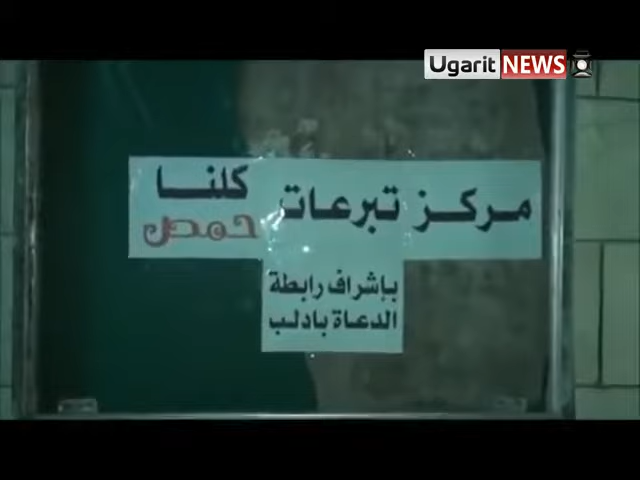 Ugarit NEWS
مركز تبرعات كلنا
حمص
بإشراف رابطة
الدعاة بادلب